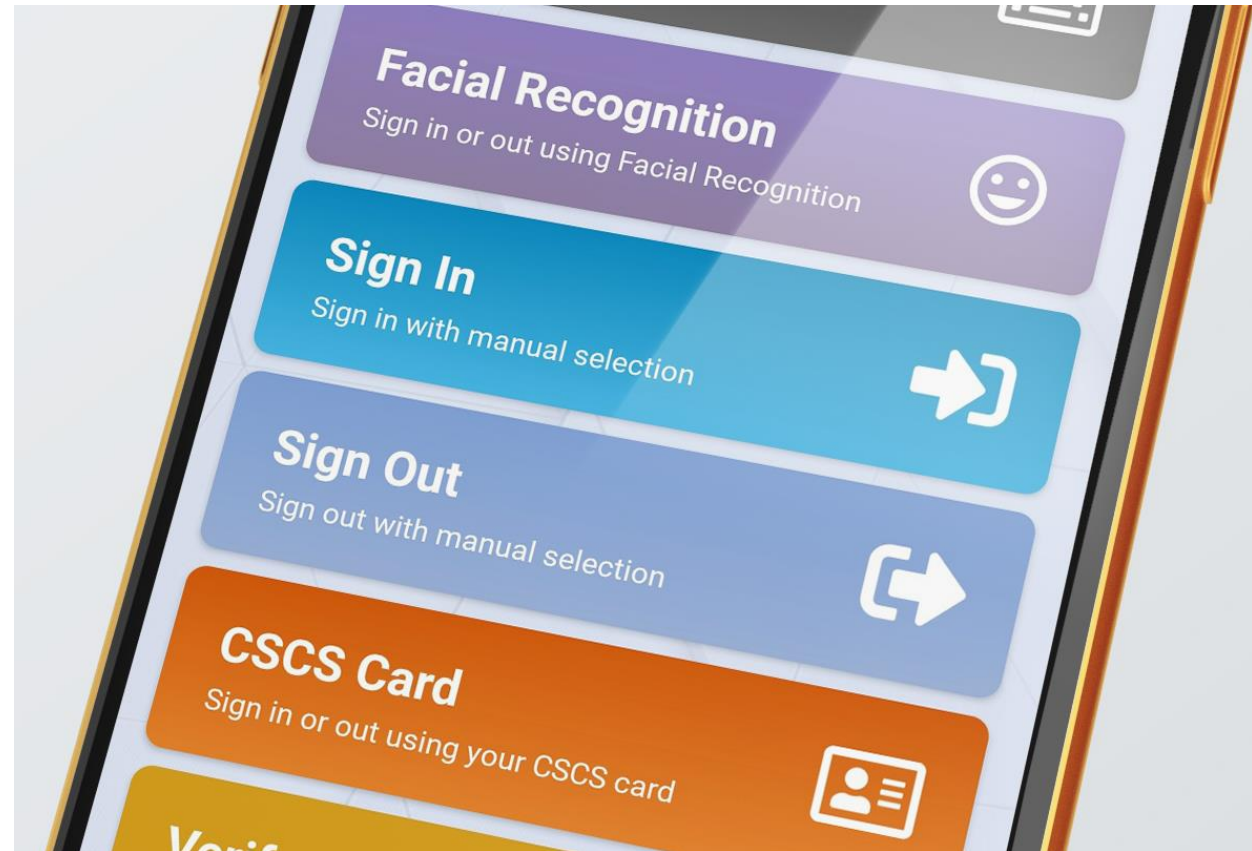 Facial Recognition
Sign in or out using Facial Recognition
Sign In
Sign in with manual selection
Sign Out
Sign out with manual selection
CSCS Card
Sign in or out using your CSCS card